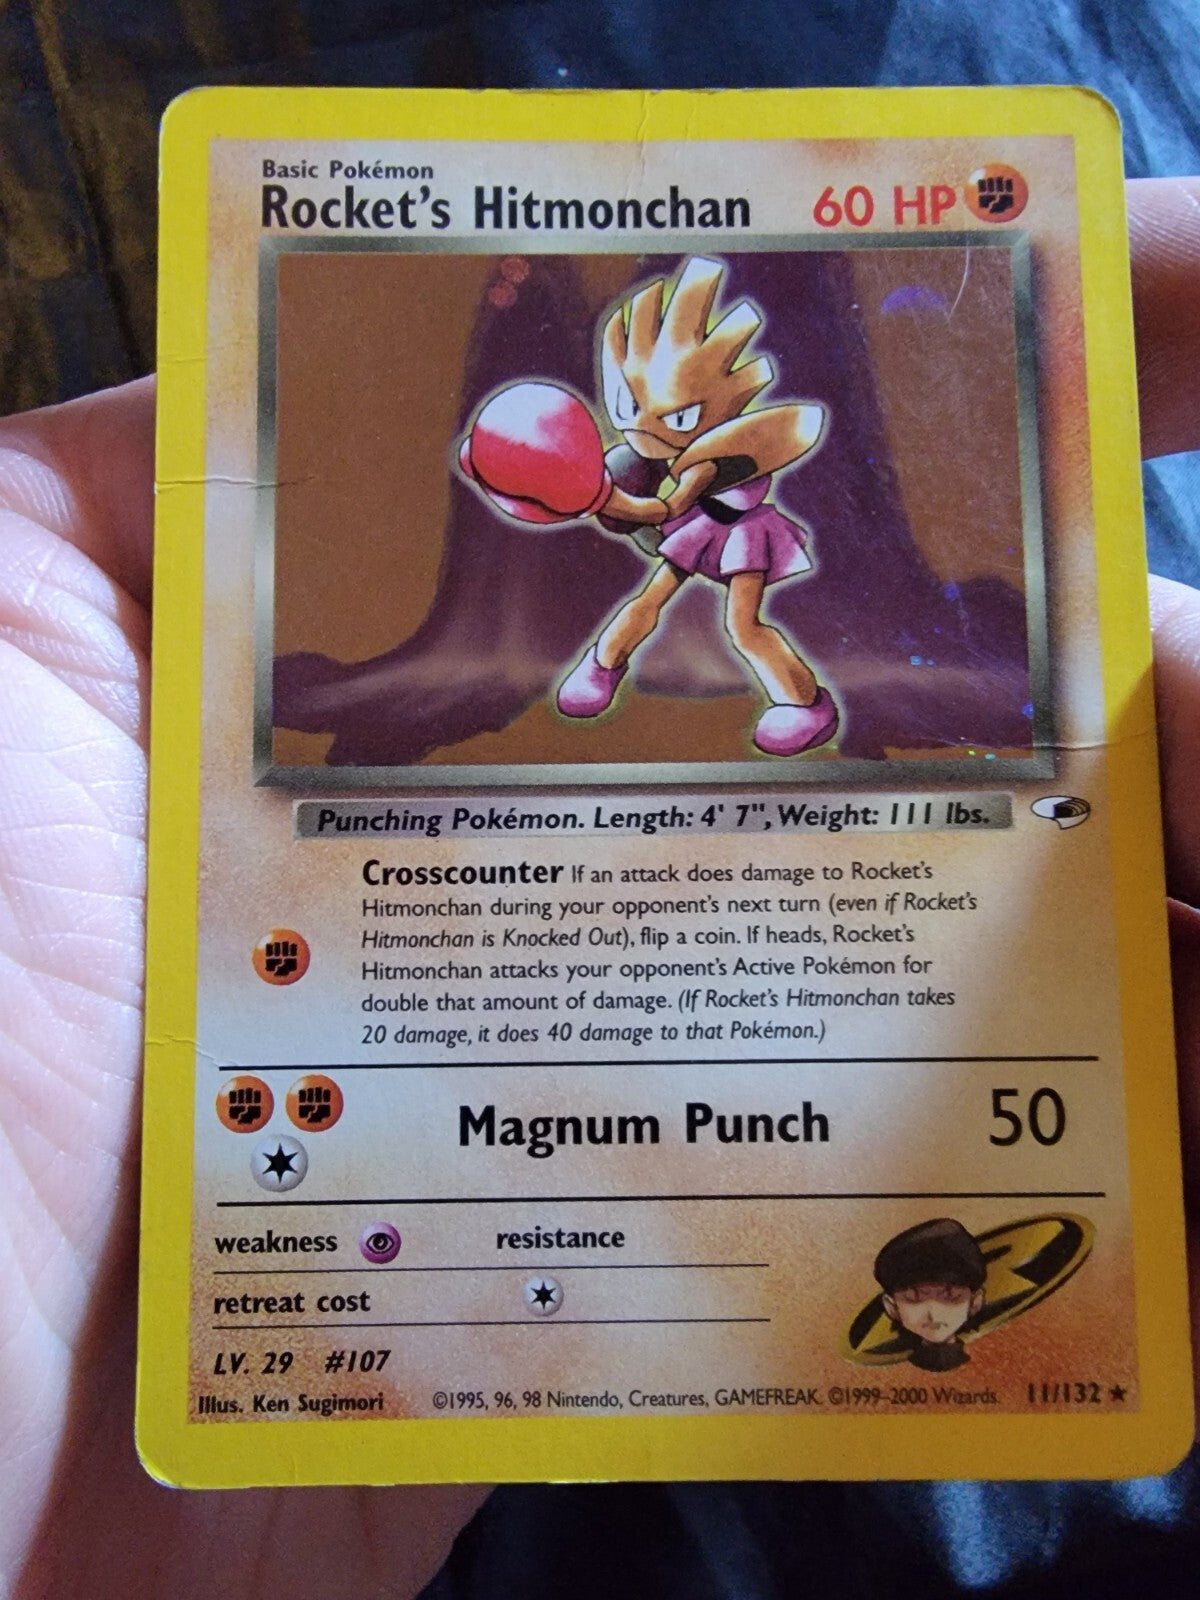 Basic Pokémon
Rocket's Hitmonchan 60 HP
Punching Pokémon. Length: 4' 7", Weight: 111 lbs.
Crosscounter If an attack does damage to Rocket's
Hitmonchan during your opponent's next turn (even if Rocket's
Hitmonchan is Knocked Out), flip a coin. If heads, Rocket's
Hitmonchan attacks your opponent's Active Pokémon for
double that amount of damage. (If Rocket's Hitmonchan takes
20 damage, it does 40 damage to that Pokémon.)
Magnum Punch 50
weakness resistance
retreat cost
LV. 29 #107
Illus. Ken Sugimori ©1995, 96, 98 Nintendo, Creatures, GAMEFREAK. ©1999-2000 Wizards. 11/132 ★